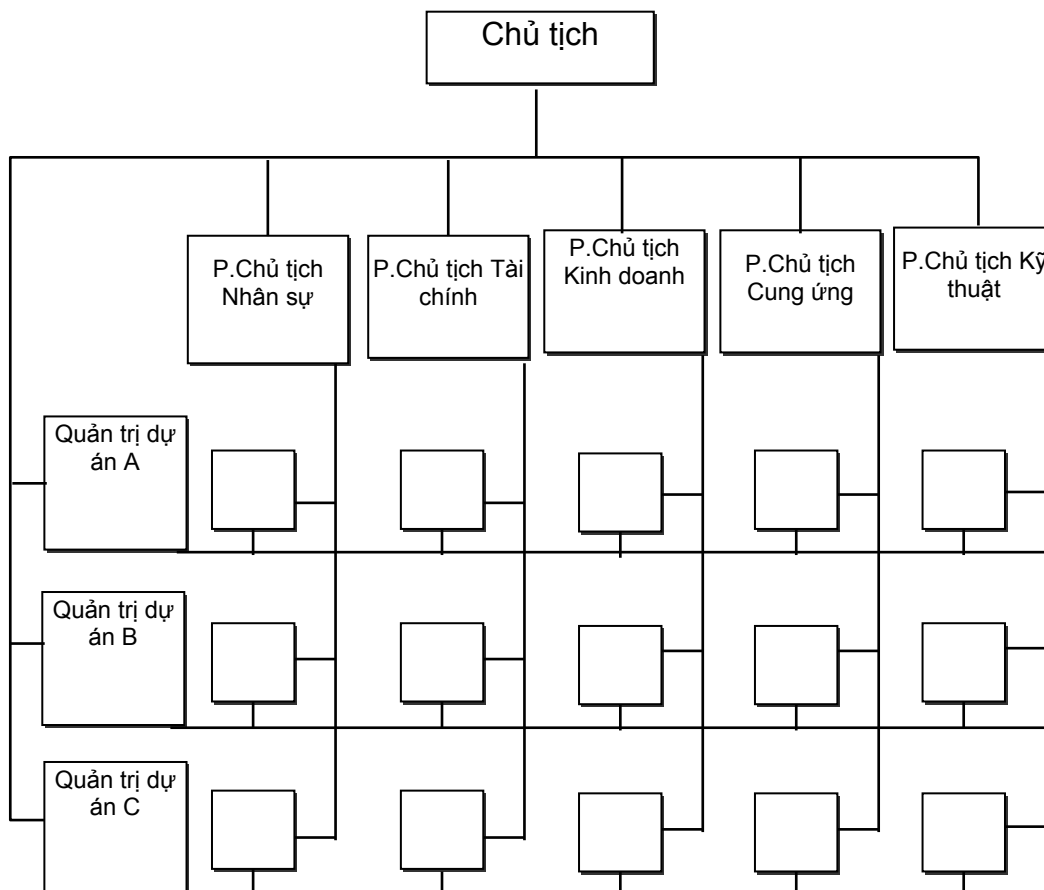 Chủ tịch
P.Chủ tịch
Nhân sự
P.Chủ tịch Tài
chính
P.Chủ tịch
Kinh doanh
P.Chủ tịch
Cung ứng
P.Chủ tịch Kỹ
thuật
Quản trị dự
án A
Quản trị dự
án B
Quản trị dự
án C